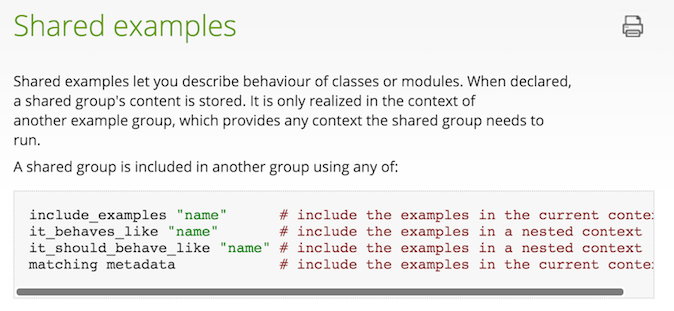 Shared examples
Shared examples let you describe behaviour of classes or modules. When declared,
a shared group's content is stored. It is only realized in the context of
another example group, which provides any context the shared group needs to
run.
A shared group is included in another group using any of:
include_examples "name"      # include the examples in the current
it_behaves_like "name"       # include the examples in a nested context
it_should_behave_like "name" # include the examples in a nested context
matching metadata            # include the examples in the current